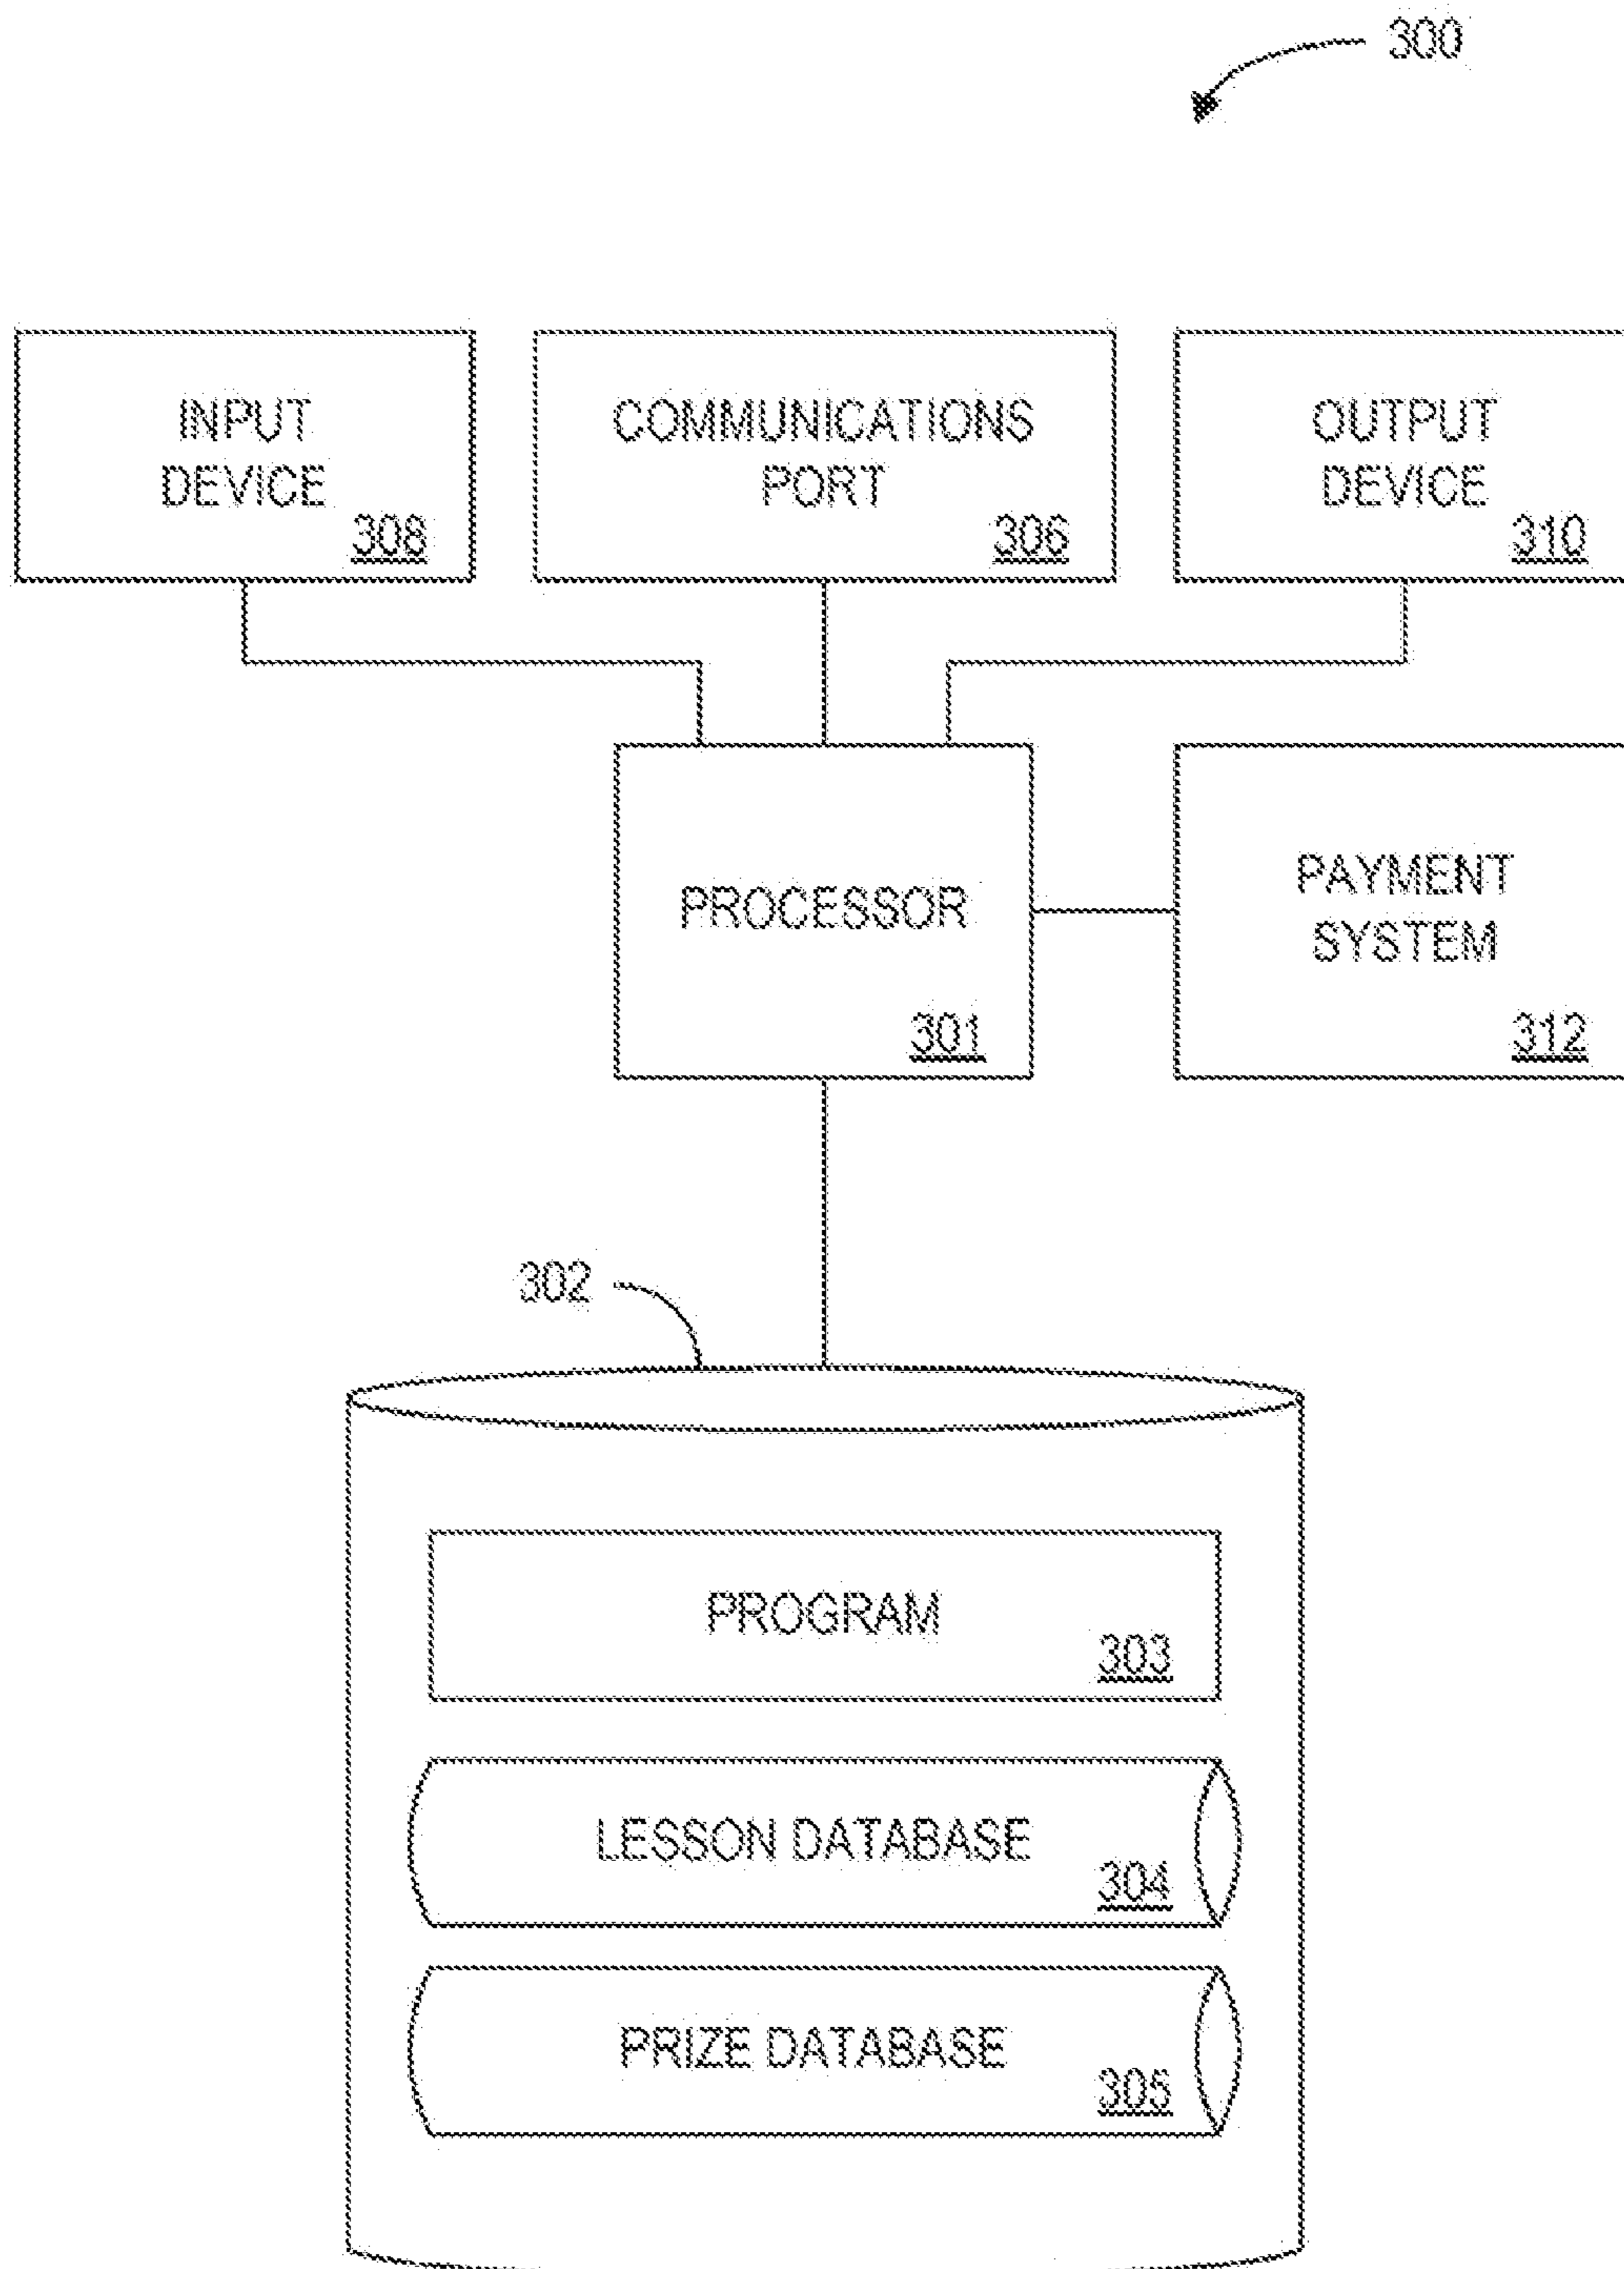 300
INPUT
DEVICE
308
COMMUNICATIONS
PORT
306
OUTPUT
DEVICE
310
PROCESSOR
301
PAYMENT
SYSTEM
312
302
PROGRAM
303
LESSON DATABASE
304
PRIZE DATABASE
305